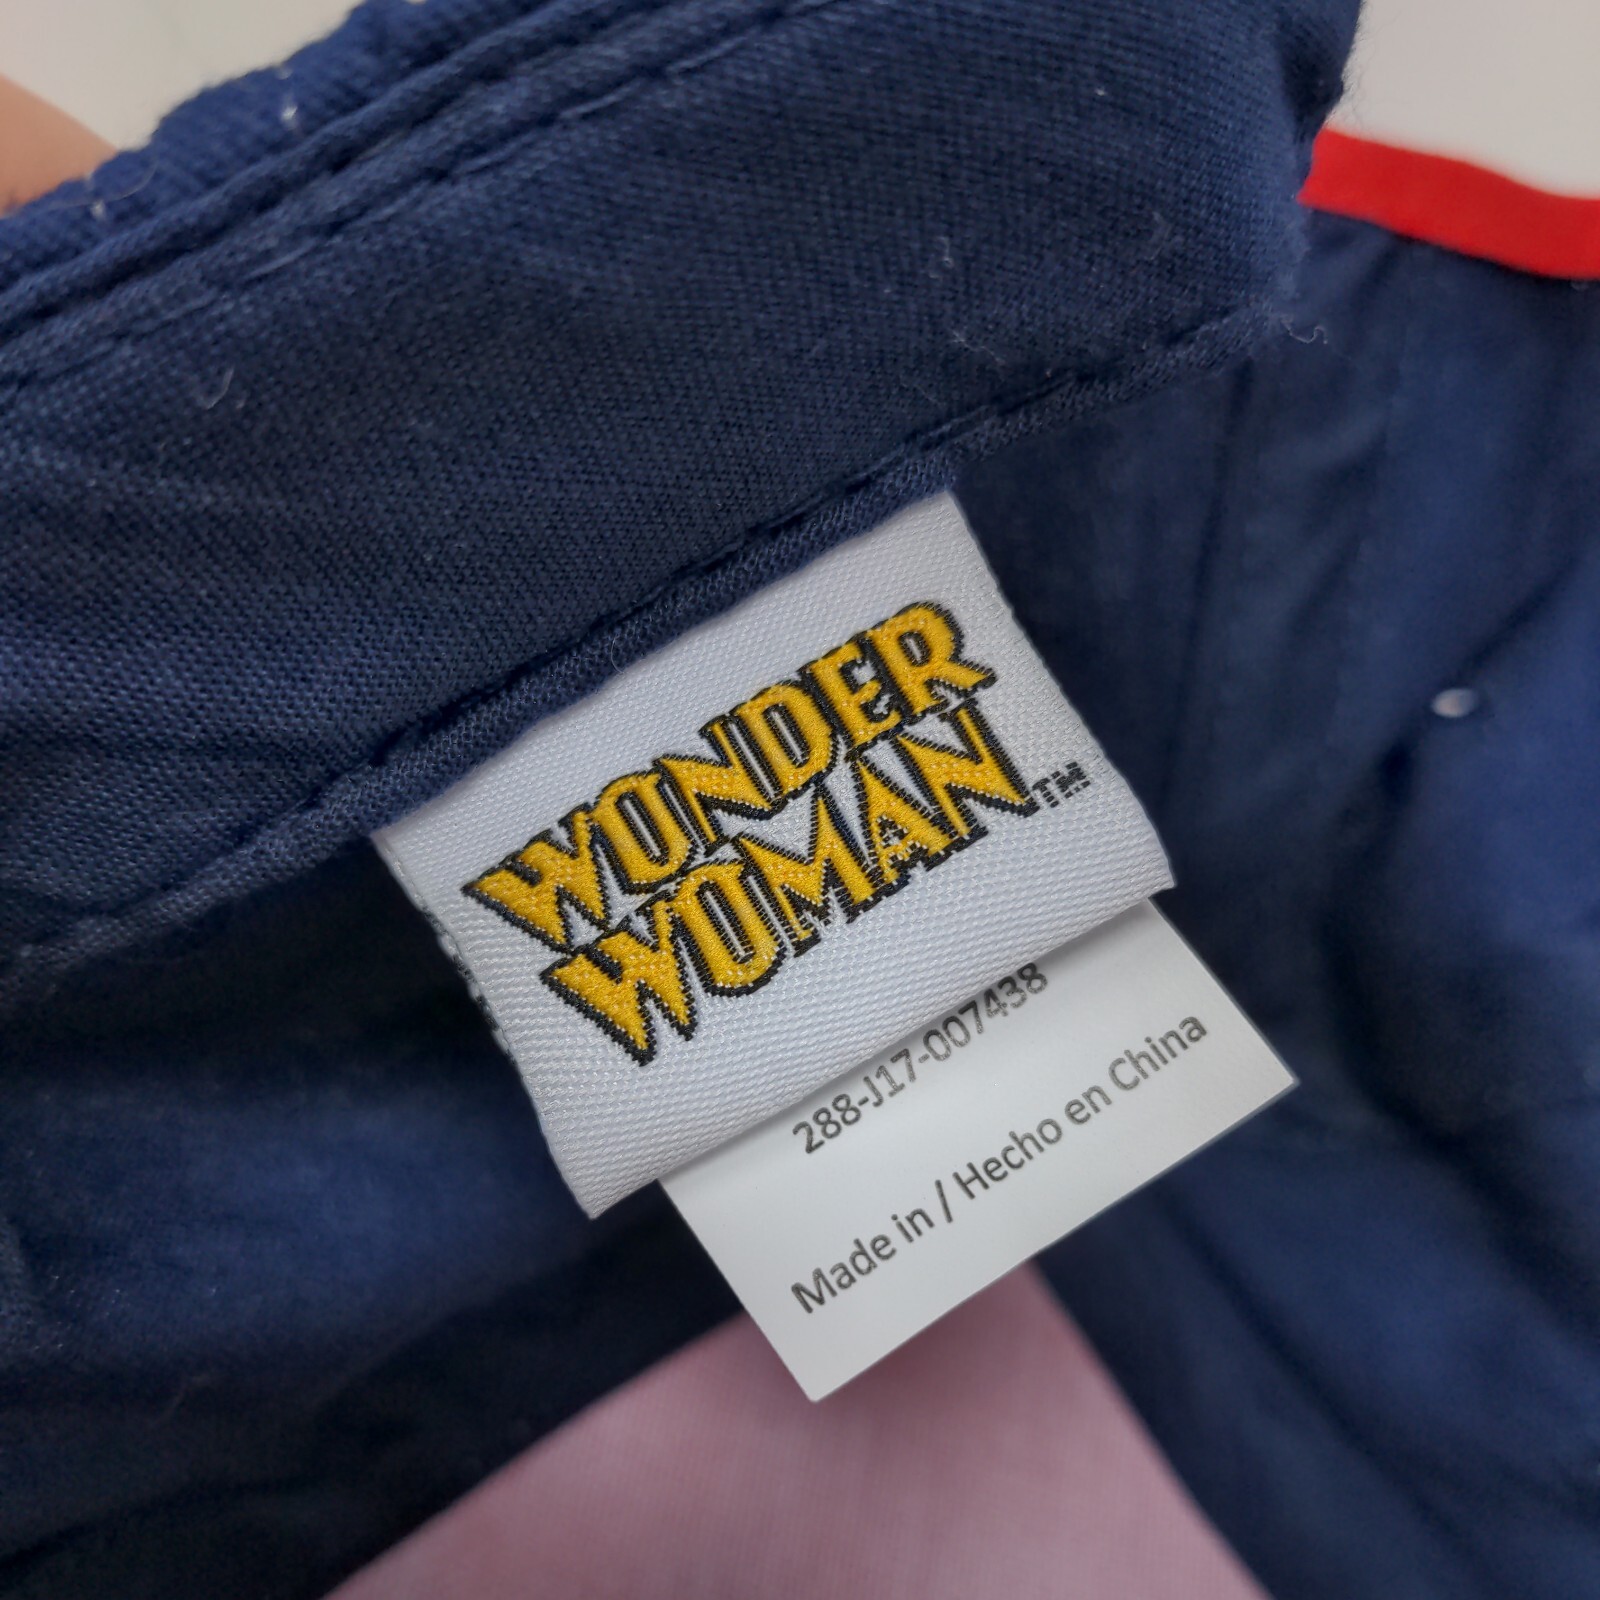 WONDER
WOMAN™
288-J17-007438
Made in / Hecho en China